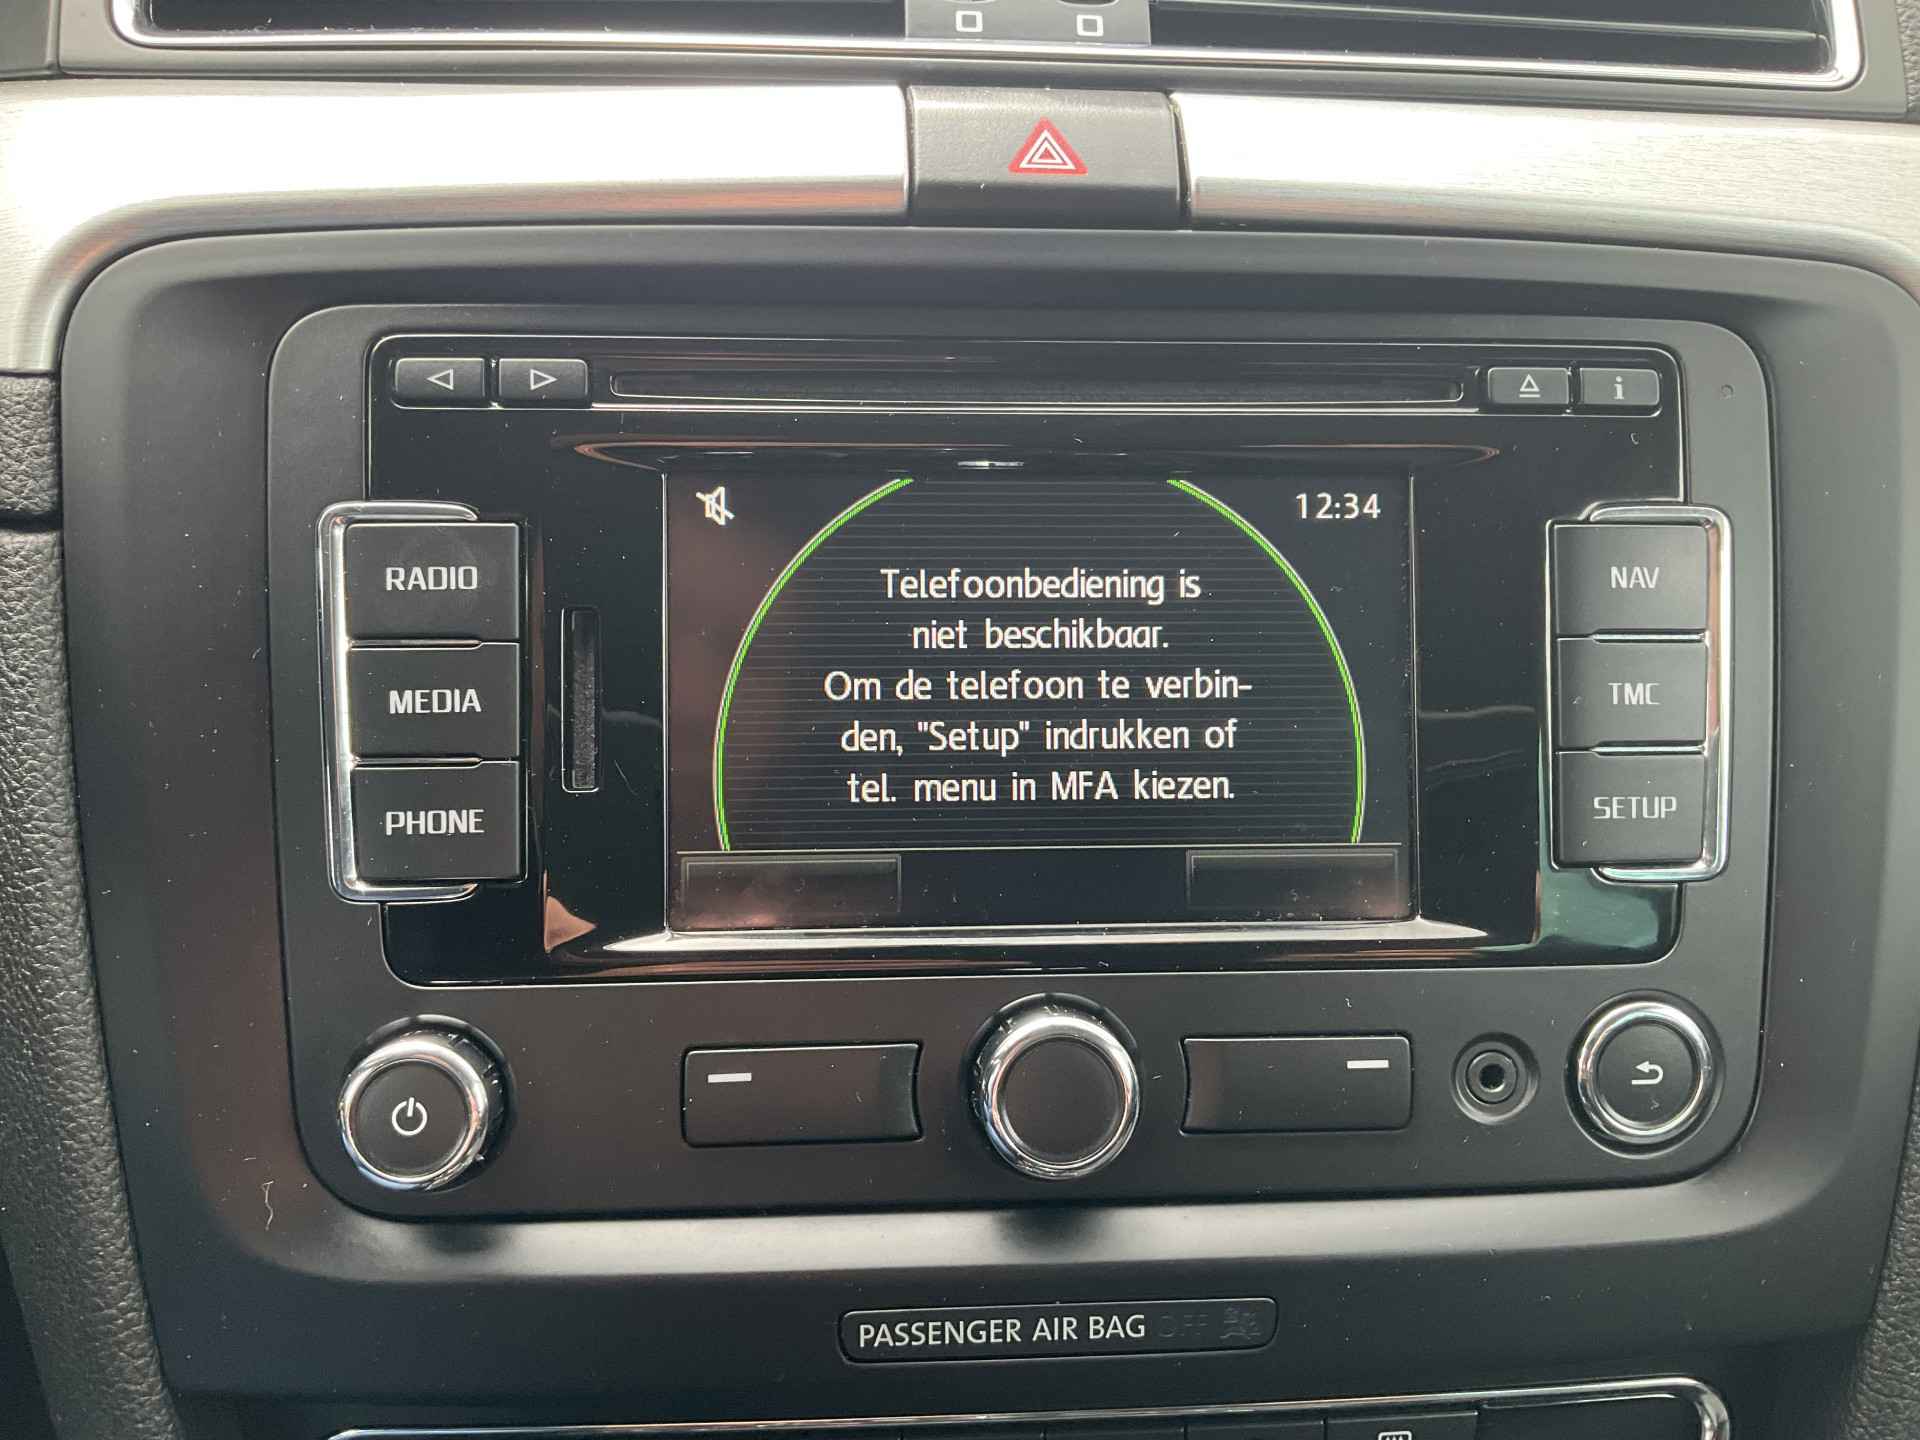 i
12:34
RADIO
MEDIA
PHONE
Telefoonbediening is
niet beschikbaar.
Om de telefoon te verbin-
den, "Setup" indrukken of
tel. menu in MFA kiezen.
NAV
TMC
SETUP
PASSENGER AIR BAG OFF